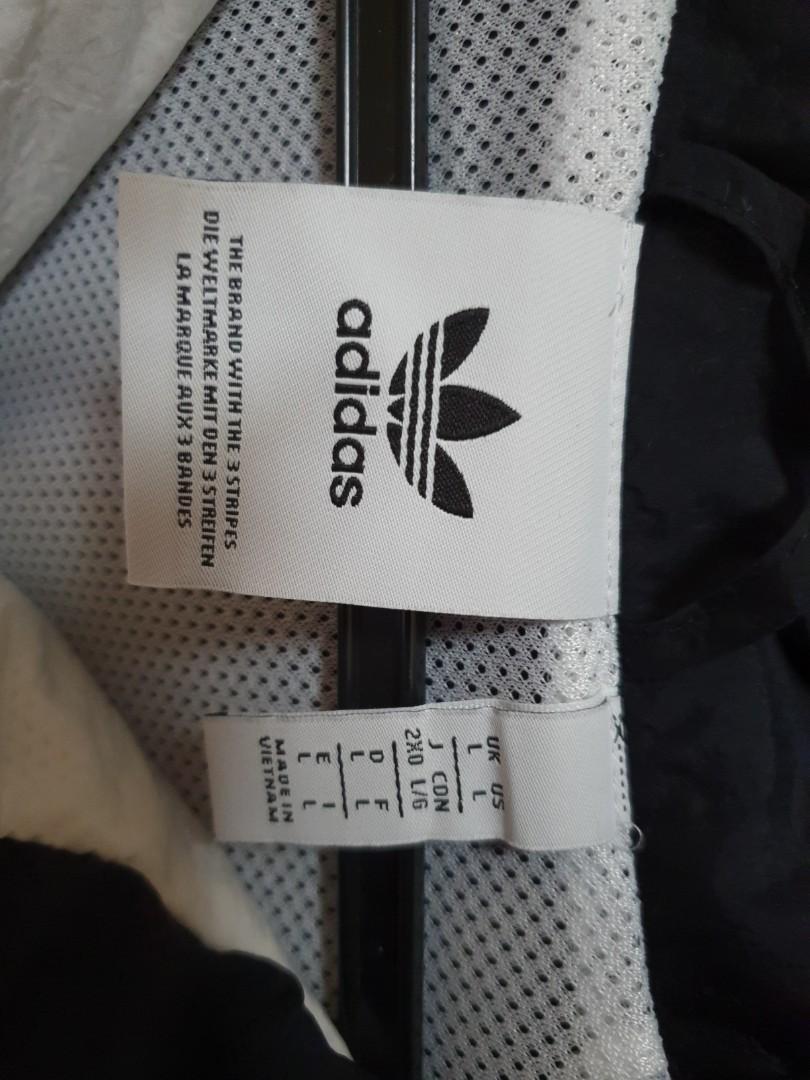 adidas
THE BRAND WITH THE 3 STRIPES
DIE WELTMARKE MIT DEN 3 STREIFEN
LA MARQUE AUX 3 BANDES
UK US
L L
J CDN
2XO L/G
D F
L L
E I
L L
MADE IN
VIETNAM